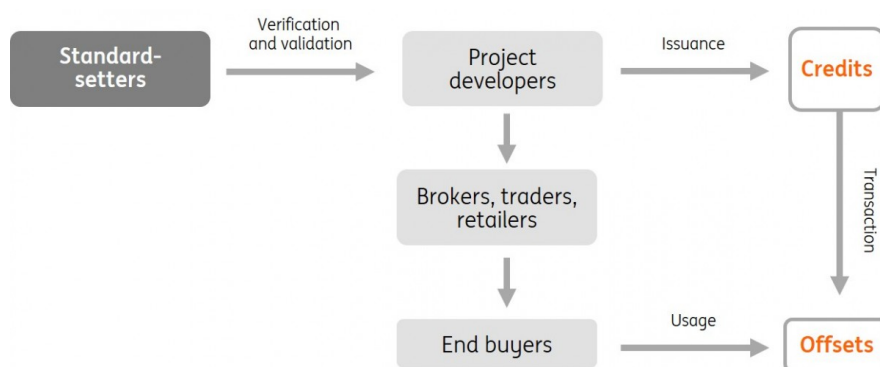 Verification
and validation
Standard-
setters
Project
developers
Issuance
Credits
Brokers, traders,
retailers
Transaction
End buyers
Usage
Offsets